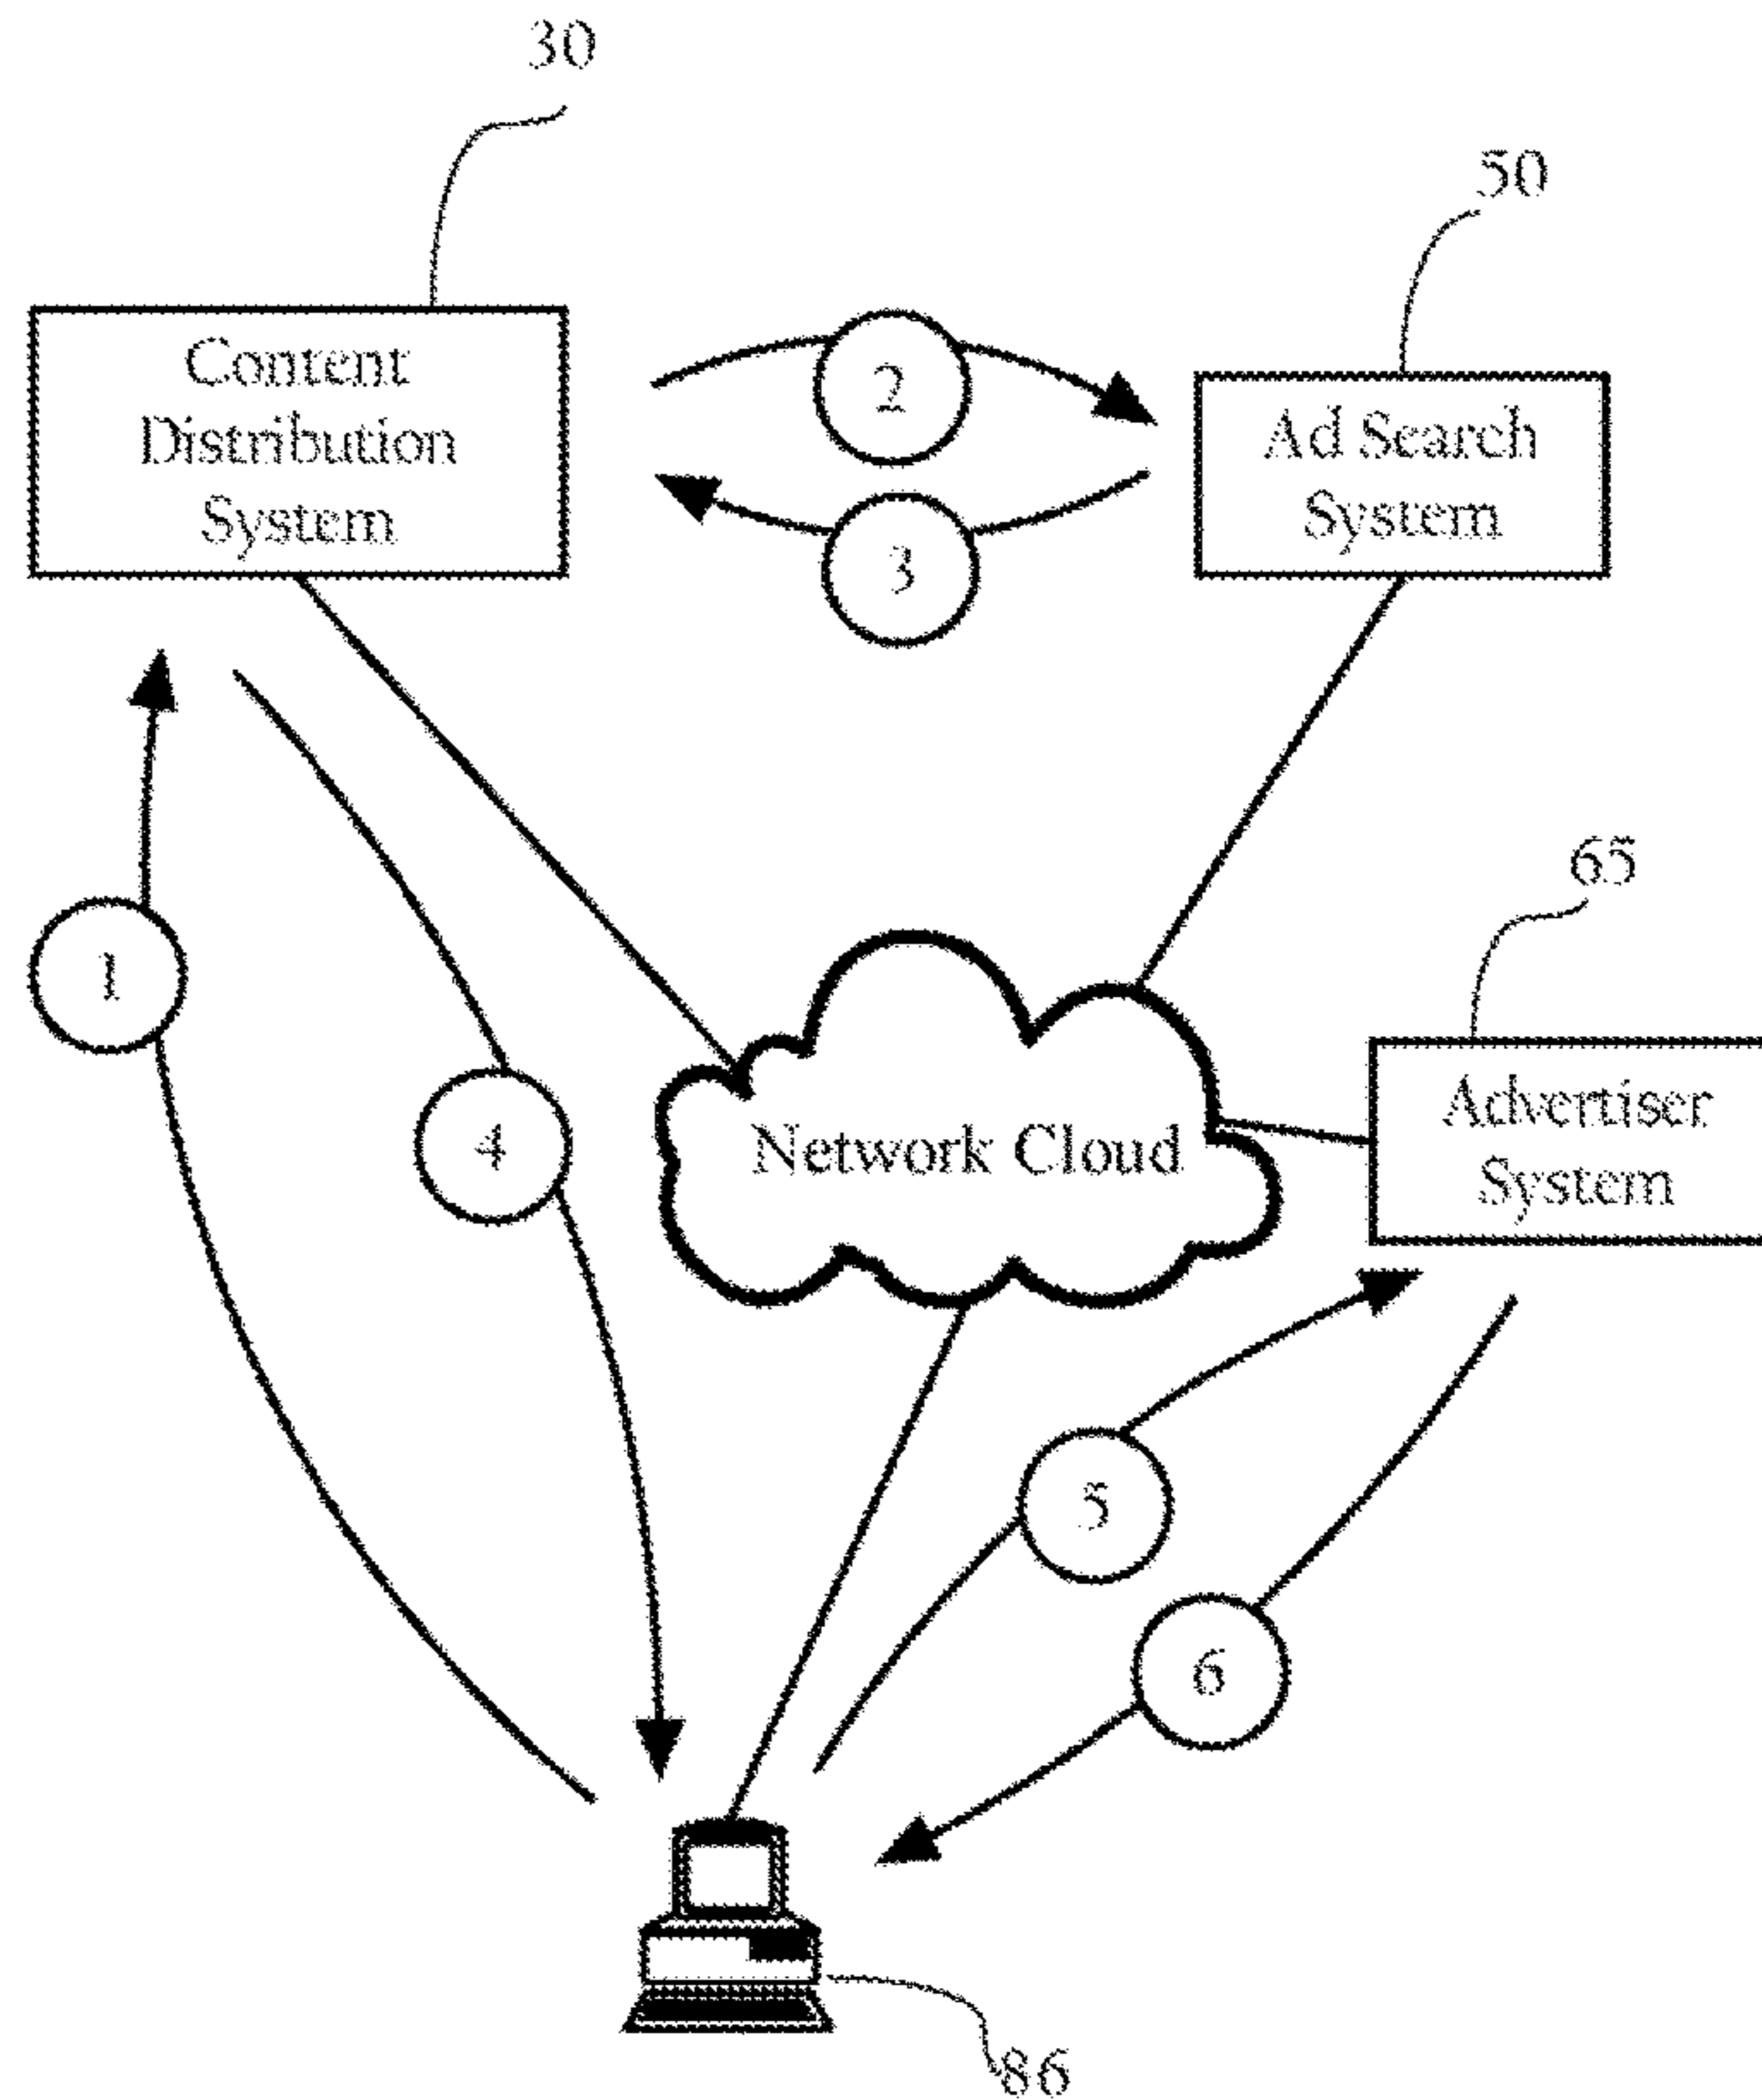 30
50
Content
Distribution
System
2
Ad Search
System
3
65
1
Advertiser
System
4
Network Cloud
5
6
86